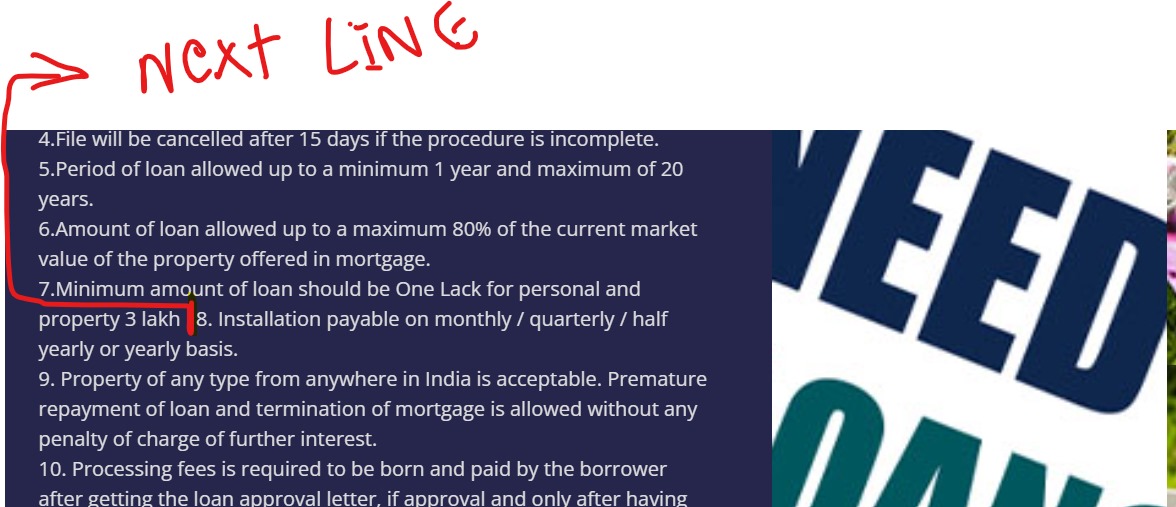 Next Line
4.File will be cancelled after 15 days if the procedure is incomplete.
5.Period of loan allowed up to a minimum 1 year and maximum of 20
years.
6.Amount of loan allowed up to a maximum 80% of the current market
value of the property offered in mortgage.
7.Minimum amount of loan should be One Lack for personal and
property 3 lakh 8. Installation payable on monthly / quarterly / half
yearly or yearly basis.
9. Property of any type from anywhere in India is acceptable. Premature
repayment of loan and termination of mortgage is allowed without any
penalty of charge of further interest.
10. Processing fees is required to be born and paid by the borrower
after getting the loan approval letter, if approval and only after having
NEED